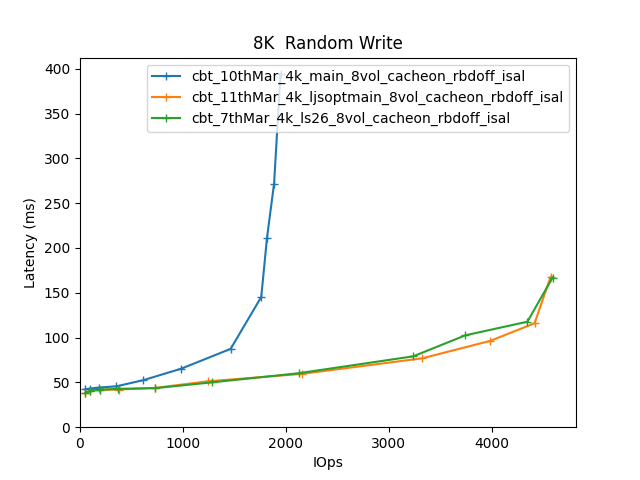 8K  Random Write
400
350
300
250
200
150
100
50
0
Latency (ms)
cbt_10thMar_4k_main_8vol_cacheon_rbdoff_isal
cbt_11thMar_4k_ljsoptmain_8vol_cacheon_rbdoff_isal
cbt_7thMar_4k_ls26_8vol_cacheon_rbdoff_isal
0 1000 2000 3000 4000
IOps